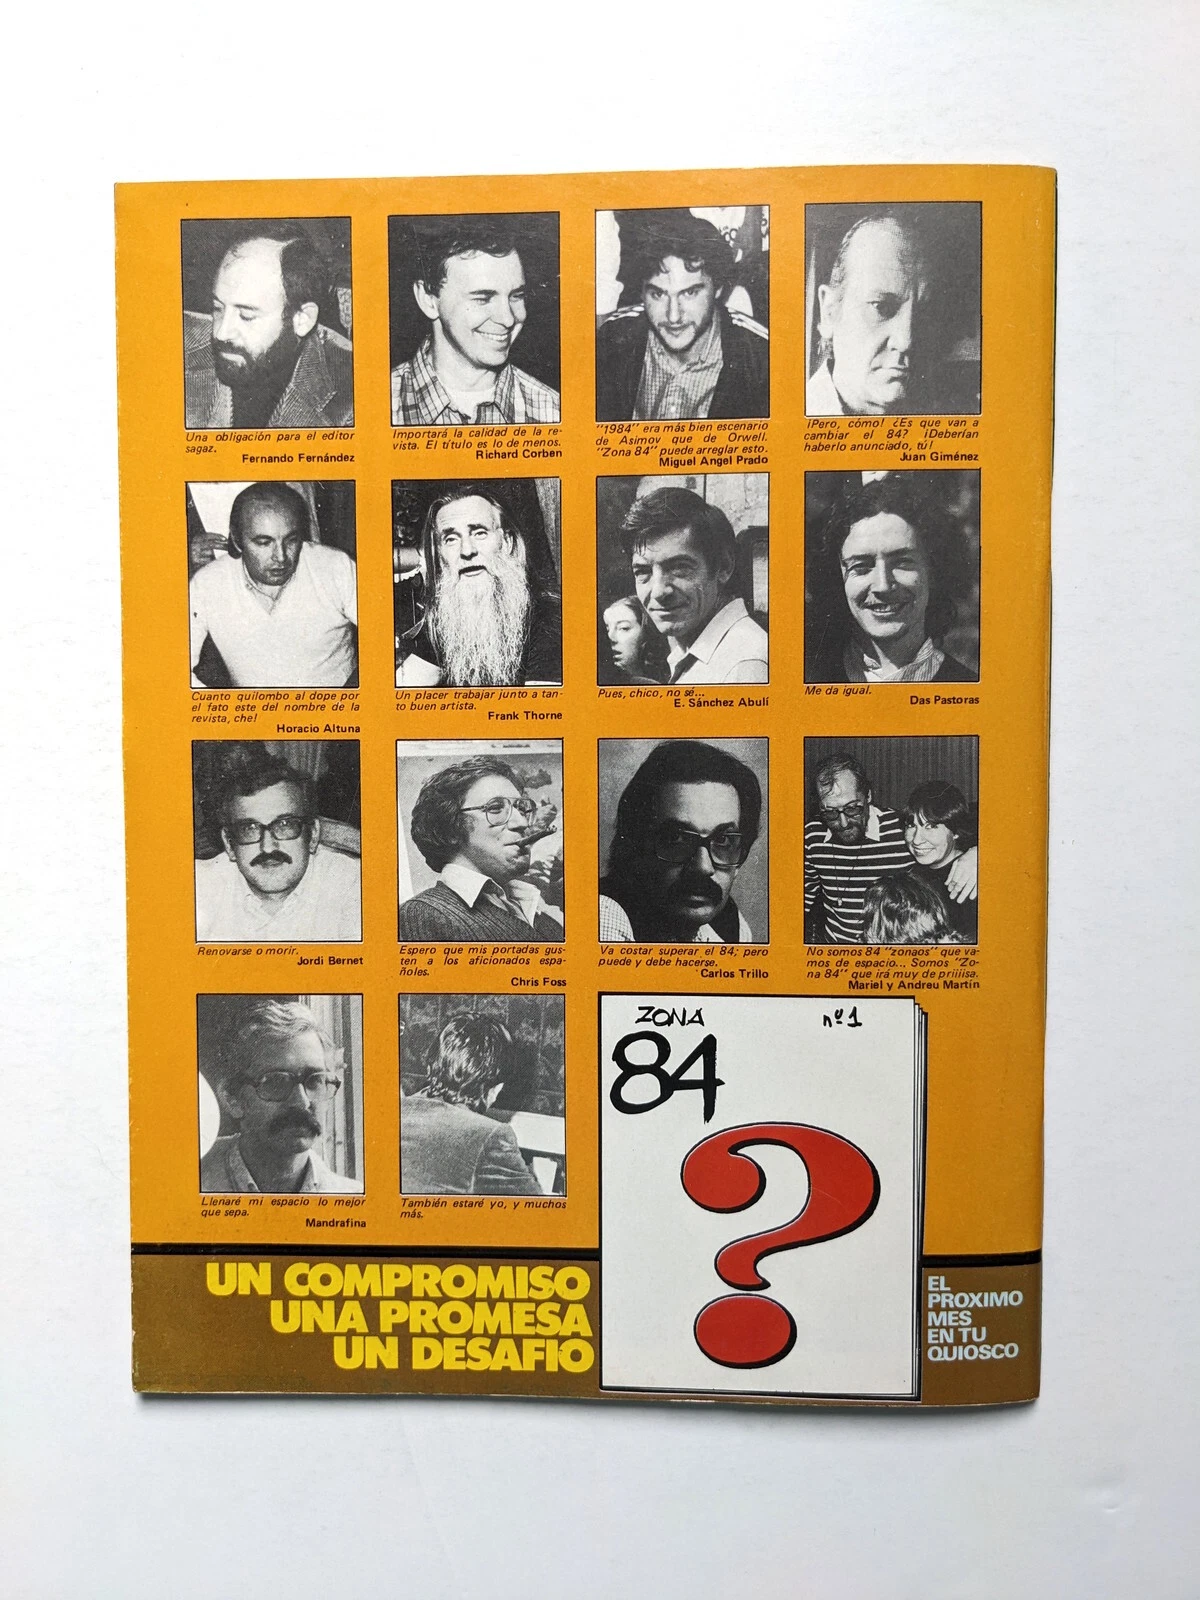 Una obligación para el editor
sagaz.
Fernando Fernández
Importará la calidad de la re-
vista. El título es lo de menos.
Richard Corben
"1984" era más bien escenario
de Asimov que de Orwell.
"Zona 84" puede arreglar esto.
Miguel Angel Prado
¡Pero, cómo! ¿Es que van a
cambiar el 84? ¡Deberían
haberlo anunciado, tú!
Juan Giménez
Cuanto quilombo al dope por
el fato este del nombre de la
revista, che!
Horacio Altuna
Un placer trabajar junto a tan-
to buen artista.
Frank Thorne
Pues, chico, no sé...
E. Sánchez Abulí
Me da igual.
Das Pastoras
Renovarse o morir.
Jordi Bernet
Espero que mis portadas gus-
ten a los aficionados espa-
ñoles.
Chris Foss
Va costar superar el 84; pero
puede y debe hacerse.
Carlos Trillo
No somos 84 "zonaos" que va-
mos de espacio... Somos "Zo-
na 84" que irá muy de priiiisa.
Mariel y Andreu Martín
Llenaré mi espacio lo mejor
que sepa.
Mandrafina
También estaré yo, y muchos
más.
ZONA
84
nº 1
?
UN COMPROMISO
UNA PROMESA
UN DESAFIO
EL
PROXIMO
MES
EN TU
QUIOSCO